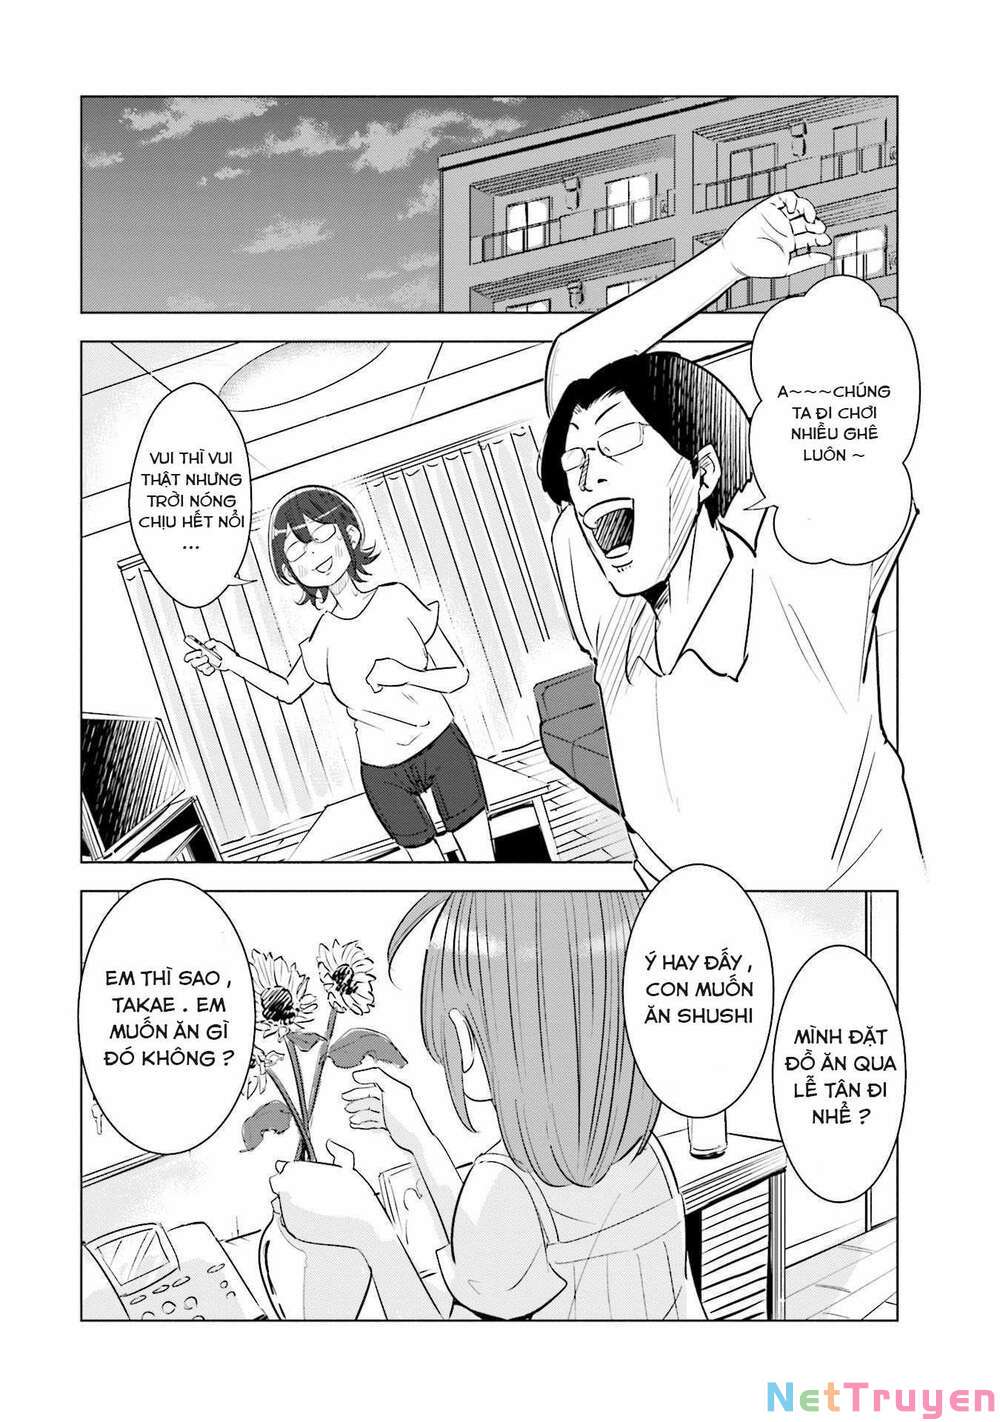 A~~~CHÚNG
TA ĐI CHƠI
NHIỀU GHÊ
LUÔN ~
VUI THÌ VUI
THẬT NHƯNG
TRỜI NÓNG
CHỊU HẾT NỔI
...
MÌNH ĐẶT
ĐỒ ĂN QUA
LỄ TÂN ĐI
NHỂ ?
Ý HAY ĐẤY ,
CON MUỐN
ĂN SHUSHI
EM THÌ SAO ,
TAKAE . EM
MUỐN ĂN GÌ
ĐÓ KHÔNG ?
NetTruyen